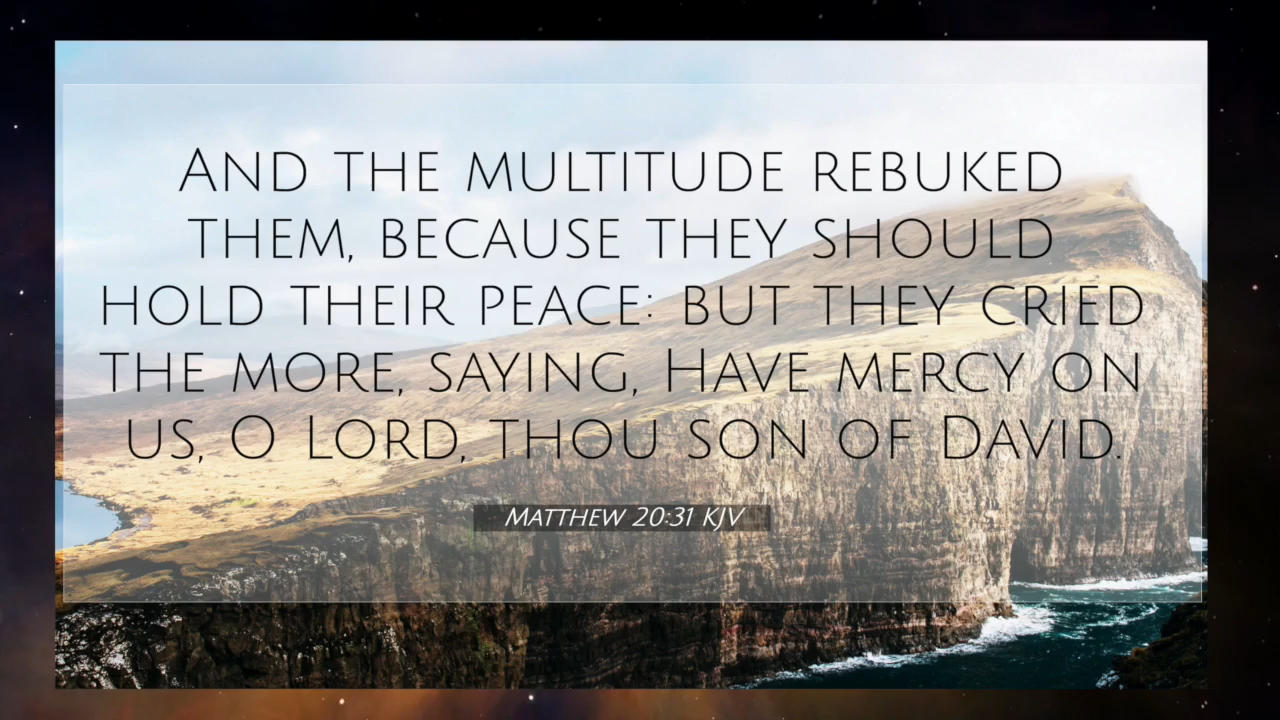 And the multitude rebuked
them, because they should
hold their peace: but they cried
the more, saying, Have mercy on
us, O Lord, thou son of David.
Matthew 20:31 KJV